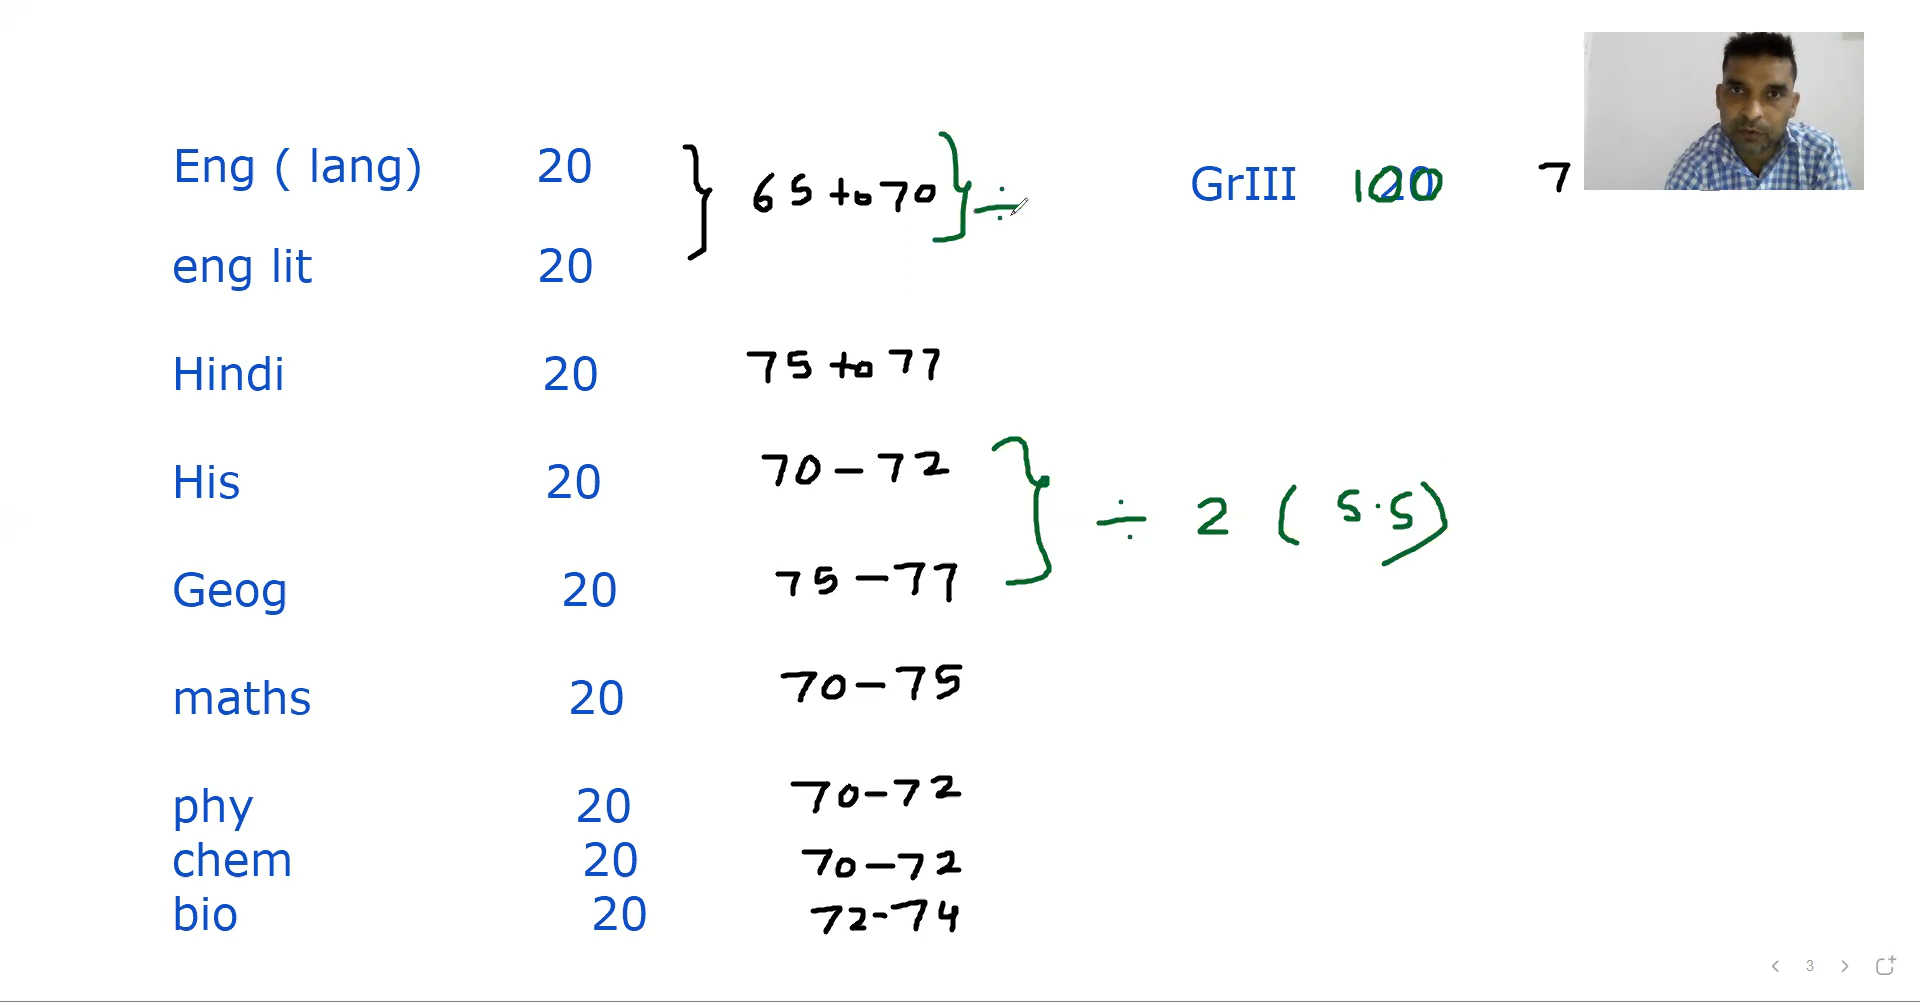 Eng ( lang) 20 65 to 70 ÷ GrIII 100 7
eng lit 20
Hindi 20 75 to 77
His 20 70 - 72
÷ 2 ( 5.5)
Geog 20 75 - 77
maths 20 70 - 75
phy 20 70 - 72
chem 20 70 - 72
bio 20 72 - 74
3